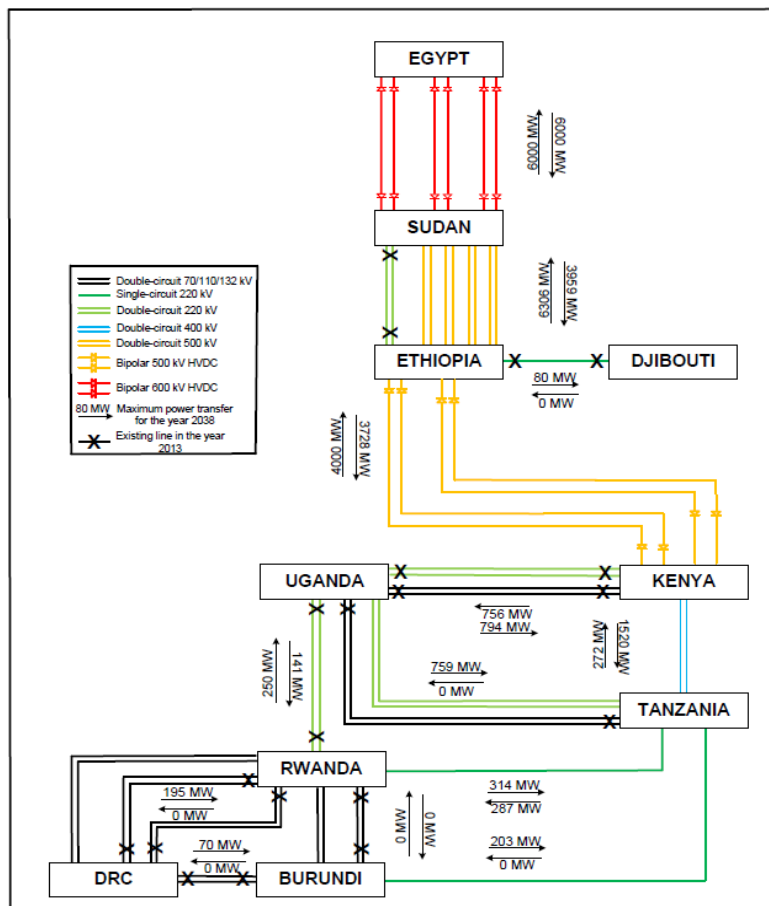 EGYPT
6000 MW
6000 MW
SUDAN
Double-circuit 70/110/132 kV
Single-circuit 220 kV
Double-circuit 220 kV
Double-circuit 400 kV
Double-circuit 500 kV
Bipolar 500 kV HVDC
Bipolar 600 kV HVDC
80 MW
Maximum power transfer
for the year 2038
X
Existing line in the year
2013
6309 MW
3959 MW
ETHIOPIA
DJIBOUTI
80 MW
0 MW
4000 MW
3728 MW
UGANDA
KENYA
756 MW
794 MW
272 MW
1520 MW
250 MW
141 MW
759 MW
0 MW
TANZANIA
RWANDA
195 MW
0 MW
314 MW
287 MW
0 MW
0 MW
70 MW
0 MW
203 MW
0 MW
DRC
BURUNDI